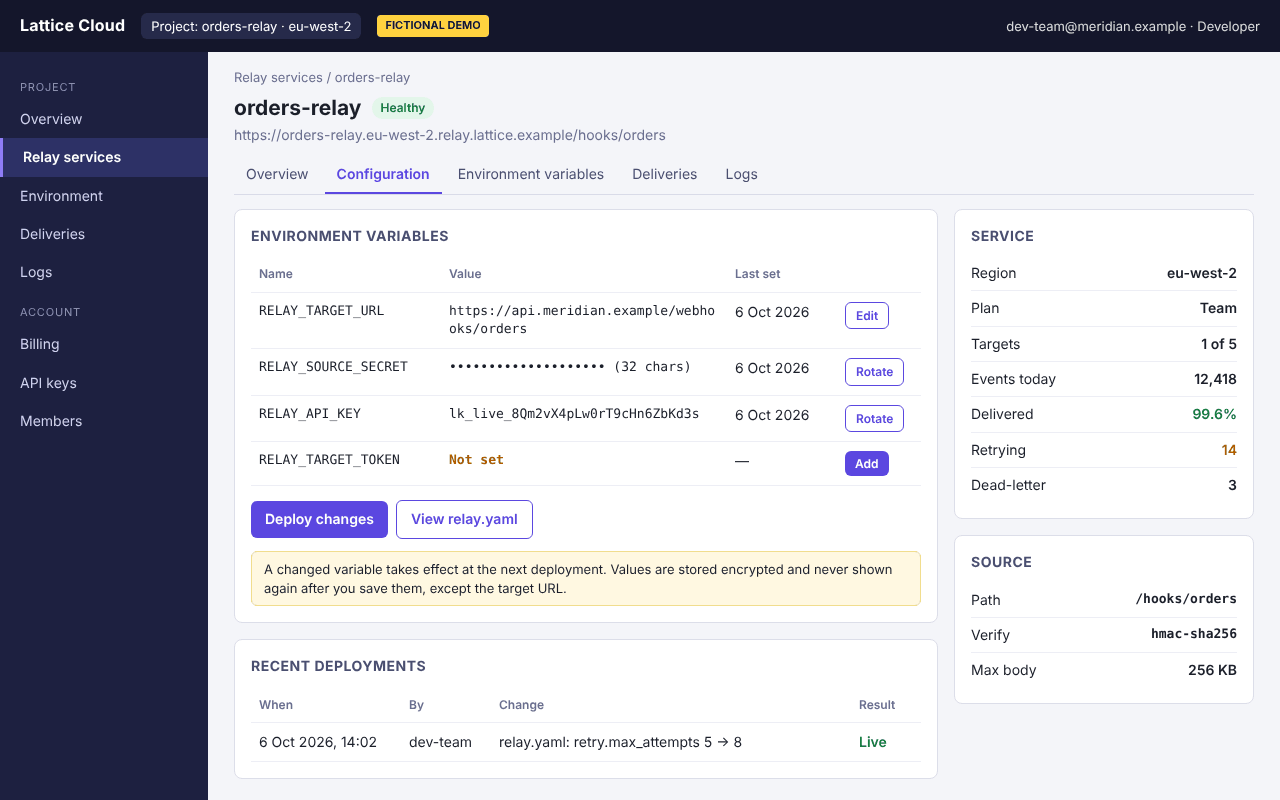 Lattice Cloud
Project: orders-relay · eu-west-2
FICTIONAL DEMO
dev-team@meridian.example · Developer
PROJECT
Overview
Relay services
Environment
Deliveries
Logs
ACCOUNT
Billing
API keys
Members
Relay services / orders-relay
orders-relay Healthy
https://orders-relay.eu-west-2.relay.lattice.example/hooks/orders
Overview Configuration Environment variables Deliveries Logs
ENVIRONMENT VARIABLES
Name Value Last set
RELAY_TARGET_URL https://api.meridian.example/webho 6 Oct 2026 Edit
oks/orders
RELAY_SOURCE_SECRET •••••••••••••••••••• (32 chars) 6 Oct 2026 Rotate
RELAY_API_KEY lk_live_8Qm2vX4pLw0rT9cHn6ZbKd3s 6 Oct 2026 Rotate
RELAY_TARGET_TOKEN Not set — Add
Deploy changes View relay.yaml
A changed variable takes effect at the next deployment. Values are stored encrypted and never shown
again after you save them, except the target URL.
RECENT DEPLOYMENTS
When By Change Result
6 Oct 2026, 14:02 dev-team relay.yaml: retry.max_attempts 5 → 8 Live
SERVICE
Region eu-west-2
Plan Team
Targets 1 of 5
Events today 12,418
Delivered 99.6%
Retrying 14
Dead-letter 3
SOURCE
Path /hooks/orders
Verify hmac-sha256
Max body 256 KB